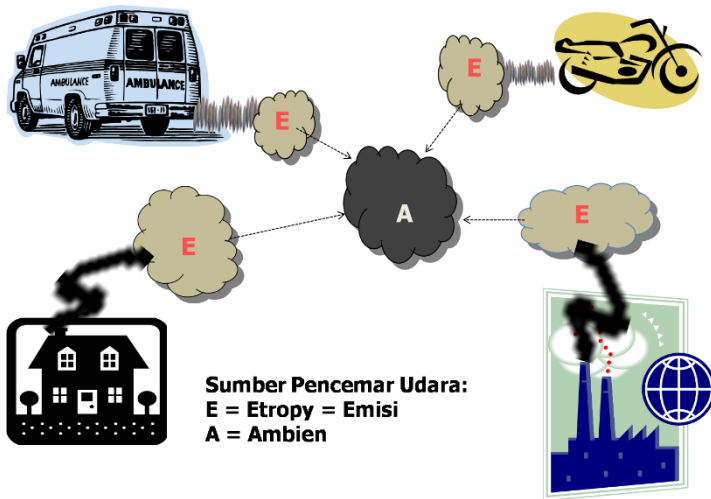 AMBULANCE
AMBULANCE
E
E
A
E
E
Sumber Pencemar Udara:
E = Etropy = Emisi
A = Ambien